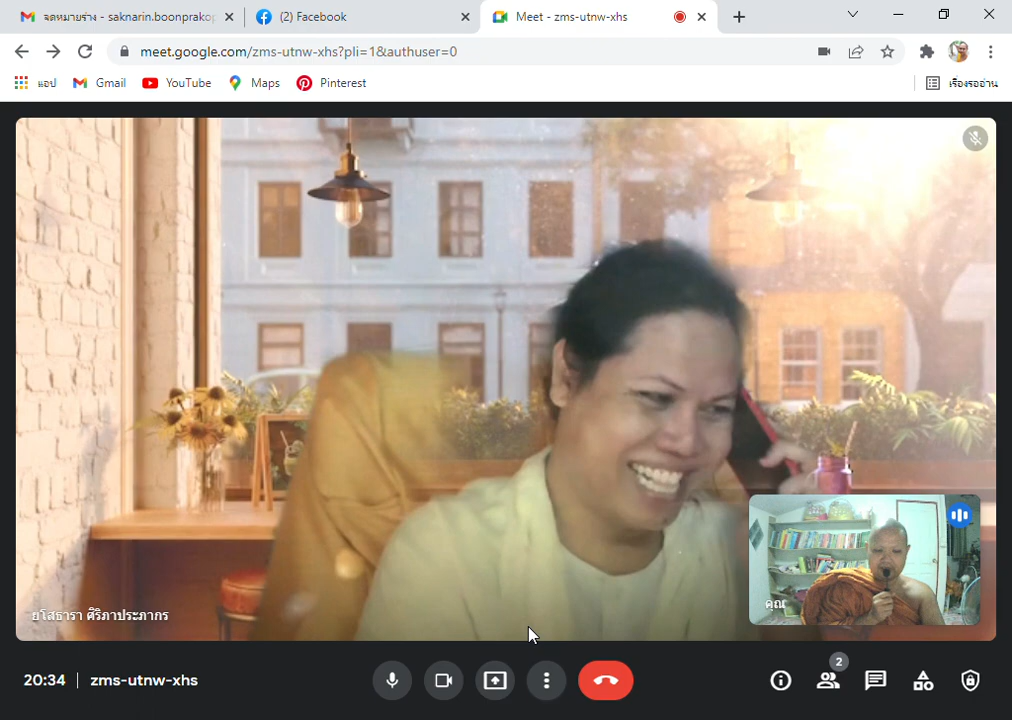 จดหมายร่าง - saknarin.boonprako
(2) Facebook
Meet - zms-utnw-xhs
meet.google.com/zms-utnw-xhs?pli=1&authuser=0
แอป
Gmail
YouTube
Maps
Pinterest
เรื่องรออ่าน
ยโสธารา ศิริภาประภากร
คุณ
20:34
zms-utnw-xhs
2